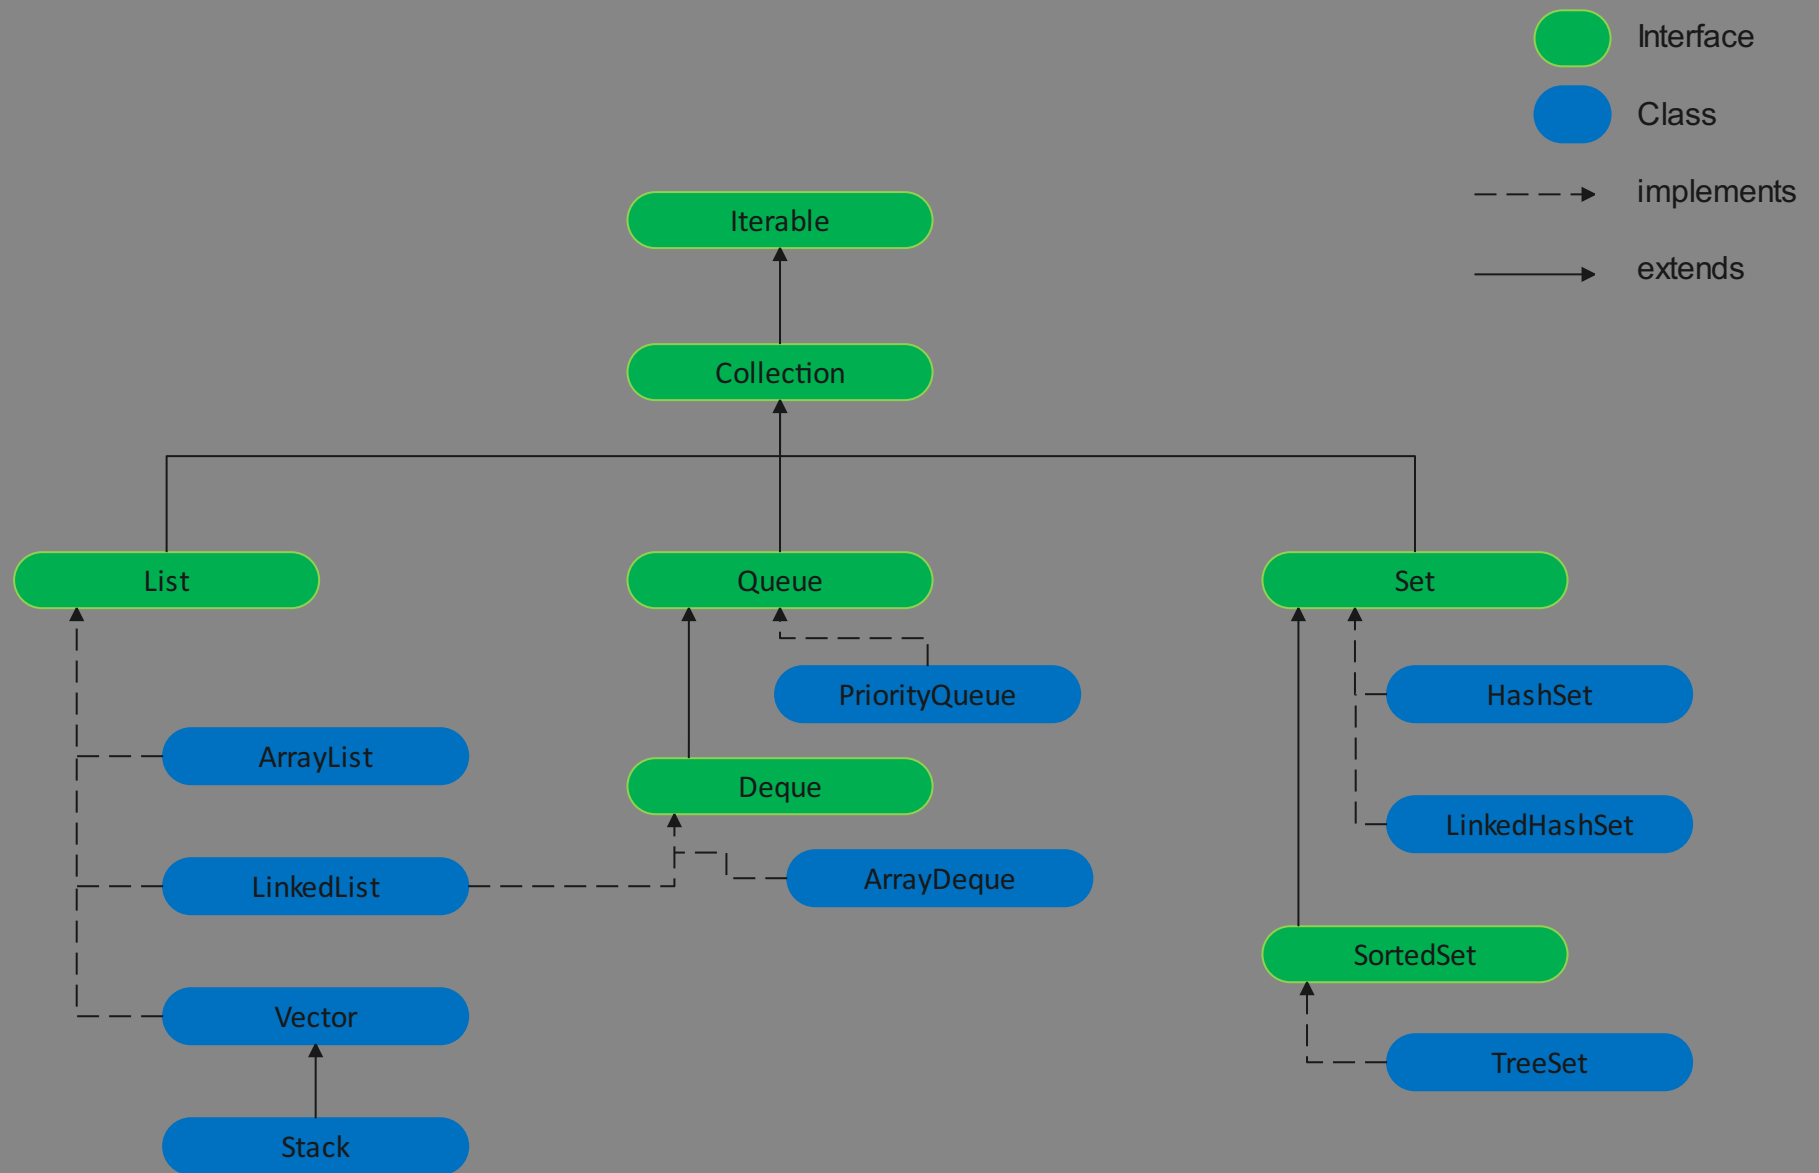 Interface
Class
implements
extends
Iterable
Collection
List
Queue
Set
PriorityQueue
HashSet
ArrayList
Deque
LinkedHashSet
LinkedList
ArrayDeque
SortedSet
Vector
TreeSet
Stack